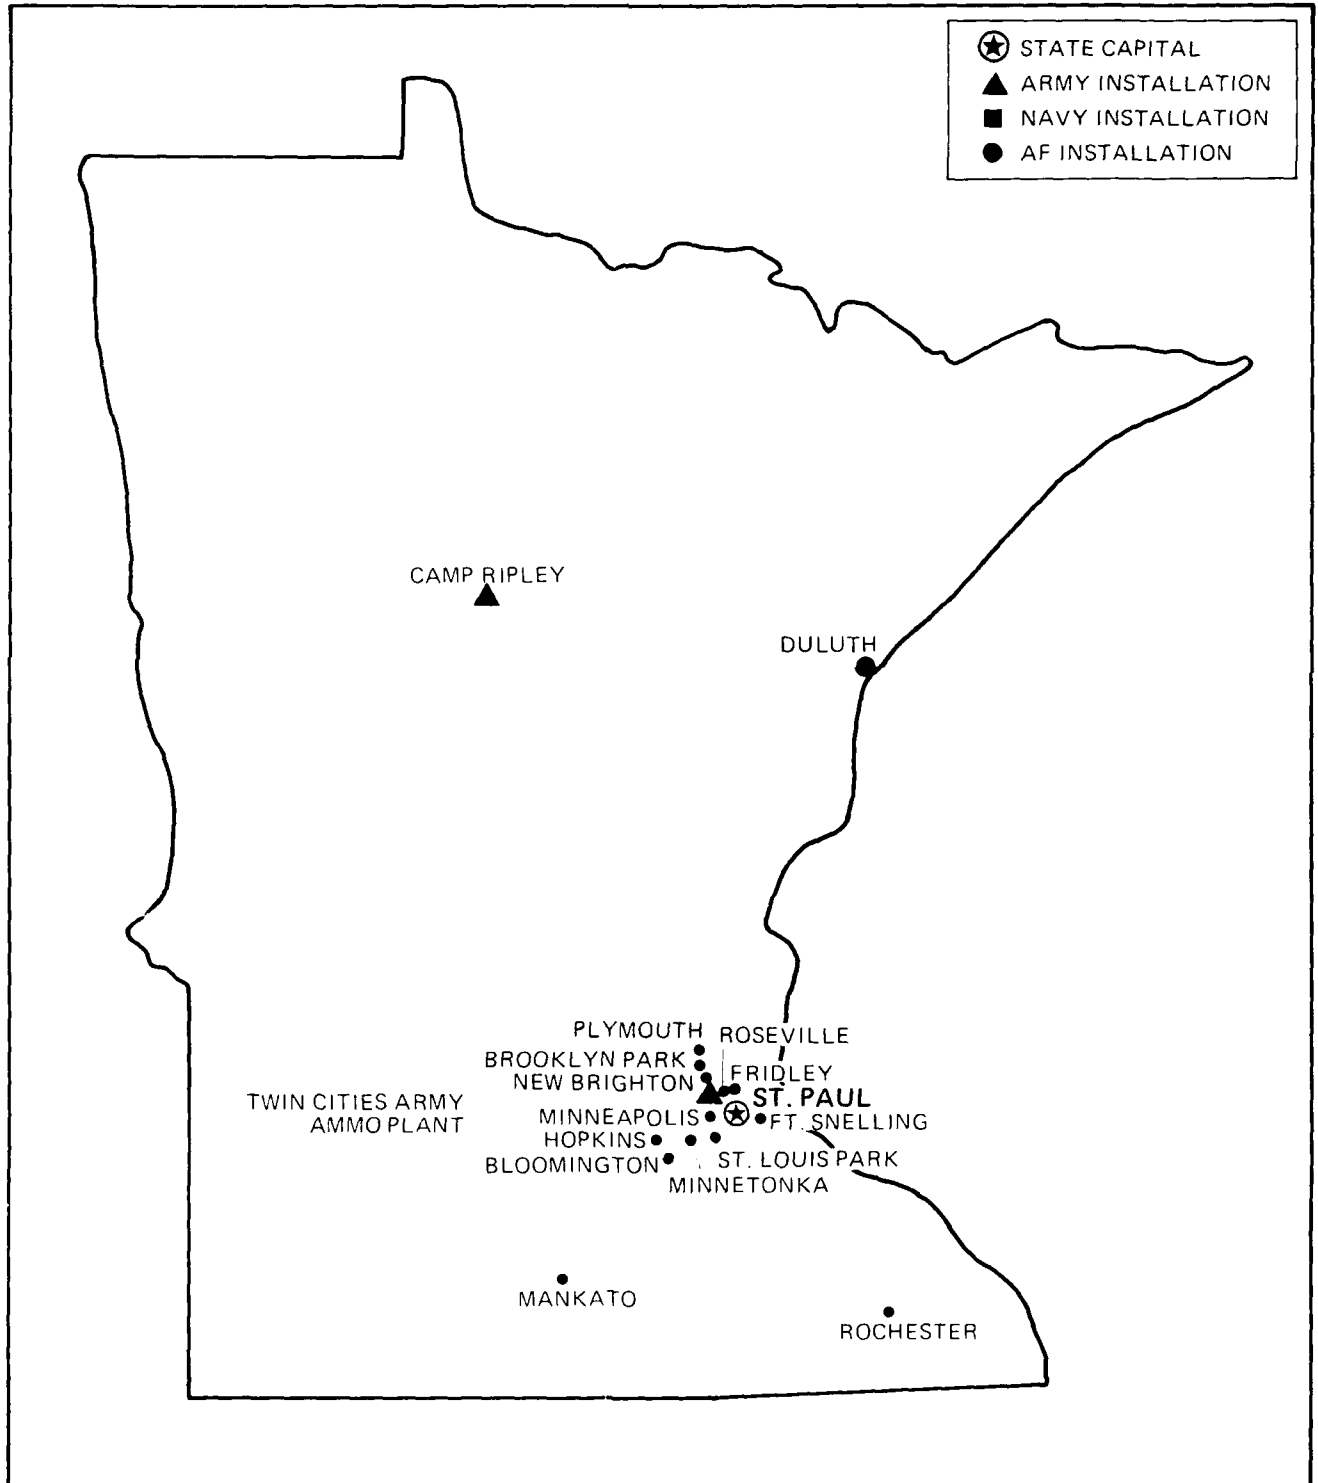 STATE CAPITAL
ARMY INSTALLATION
NAVY INSTALLATION
AF INSTALLATION
CAMP RIPLEY
DULUTH
PLYMOUTH
ROSEVILLE
BROOKLYN PARK
FRIDLEY
NEW BRIGHTON
ST. PAUL
TWIN CITIES ARMY
AMMO PLANT
MINNEAPOLIS
FT. SNELLING
HOPKINS
ST. LOUIS PARK
BLOOMINGTON
MINNETONKA
MANKATO
ROCHESTER